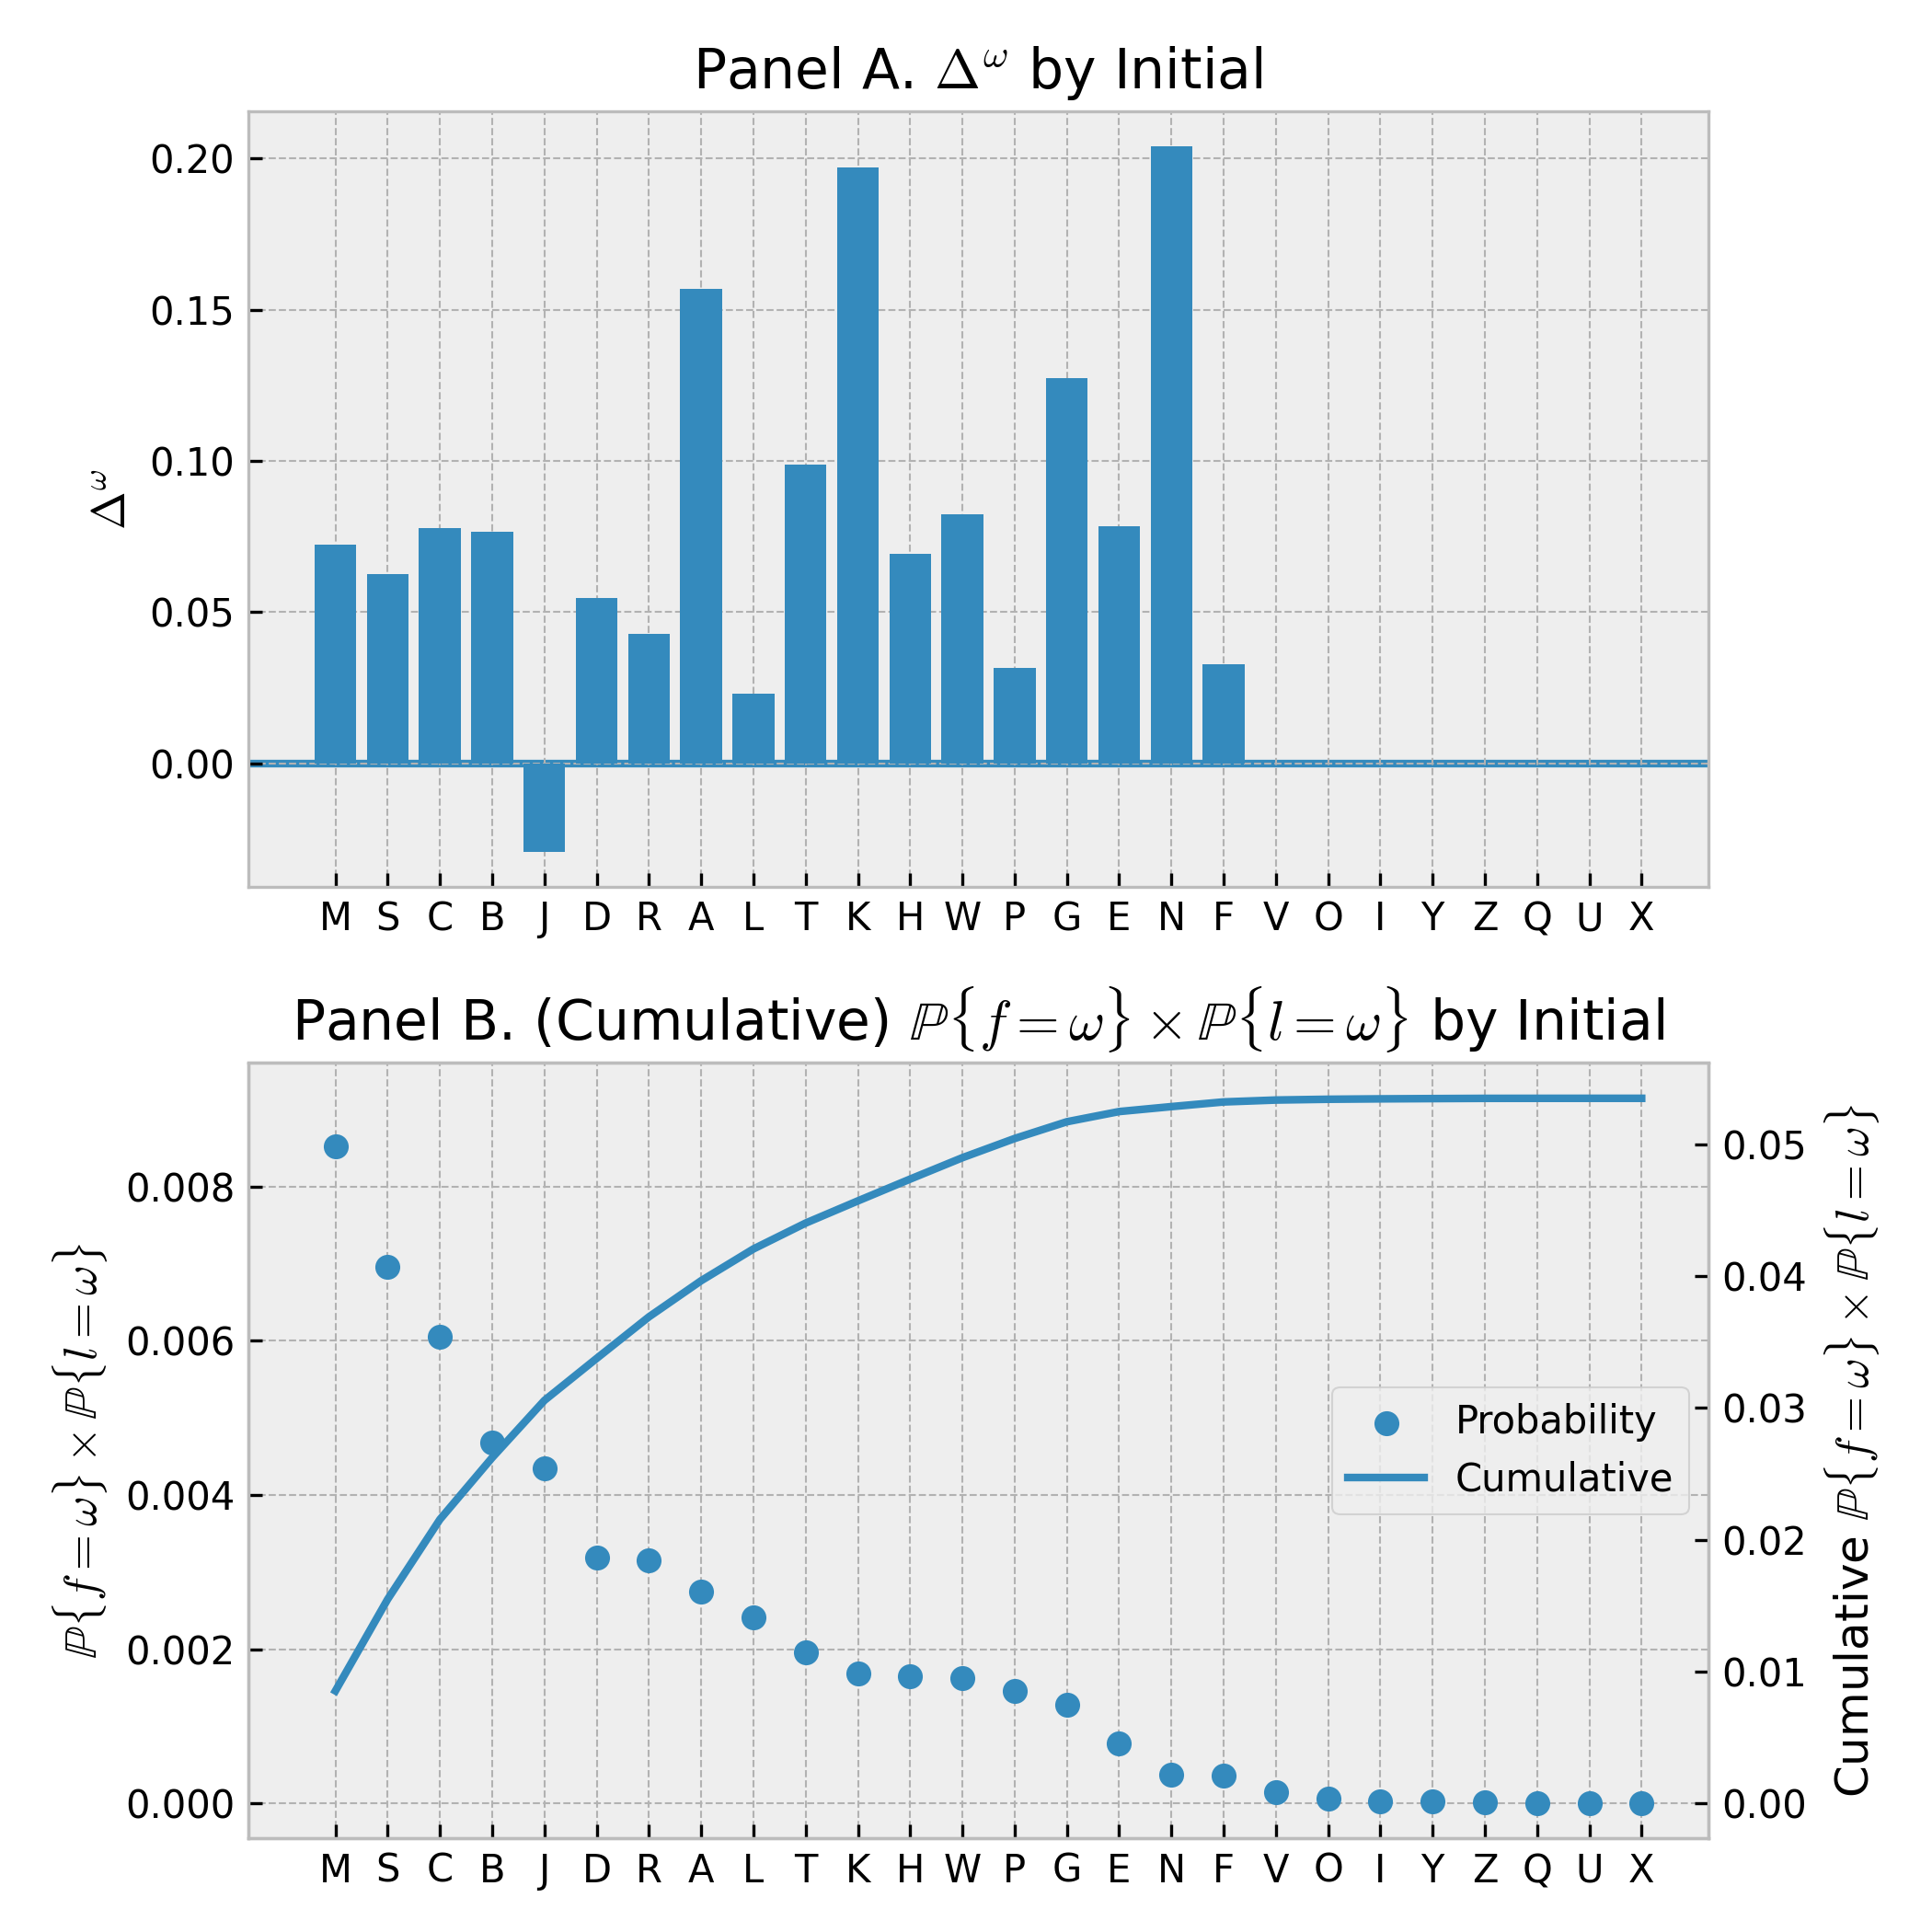 Panel A. Δ^ω by Initial
Δ^ω
0.20
0.15
0.10
0.05
0.00
M S C B J D R A L T K H W P G E N F V O I Y Z Q U X
Panel B. (Cumulative) ℙ{f = ω} × ℙ{l = ω} by Initial
ℙ{f = ω} × ℙ{l = ω}
0.008
0.006
0.004
0.002
0.000
Probability
Cumulative
0.05
0.04
0.03
0.02
0.01
0.00
Cumulative ℙ{f = ω} × ℙ{l = ω}
M S C B J D R A L T K H W P G E N F V O I Y Z Q U X